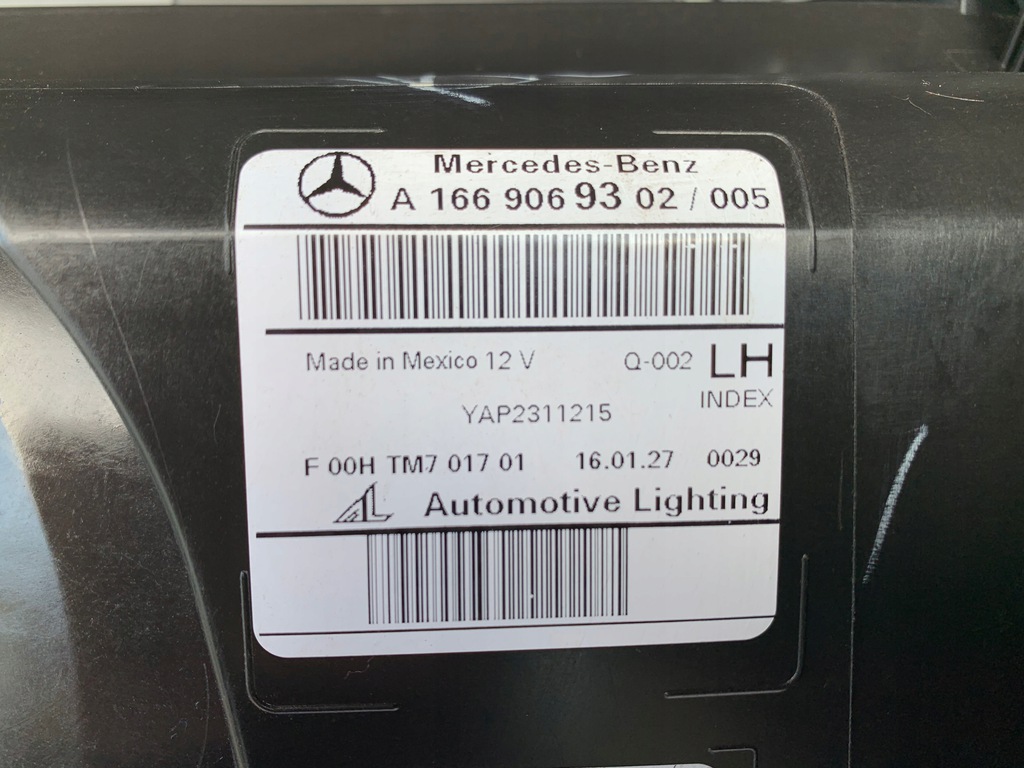 Mercedes-Benz
A 166 906 93 02 / 005
Made in Mexico 12 V Q-002 LH
INDEX
YAP2311215
F 00H TM7 017 01 16.01.27 0029
AL Automotive Lighting